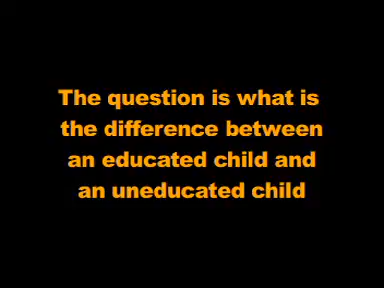 The question is what is
the difference between
an educated child and
an uneducated child